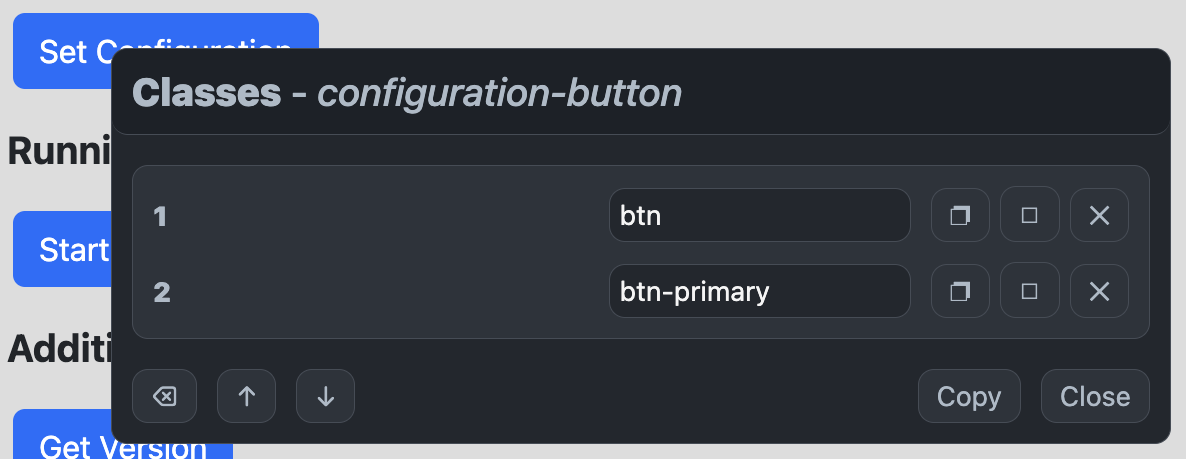 Set Configuration
Classes - configuration-button
Runni
1 btn
Start
2 btn-primary
Additi
Copy Close
Get Version